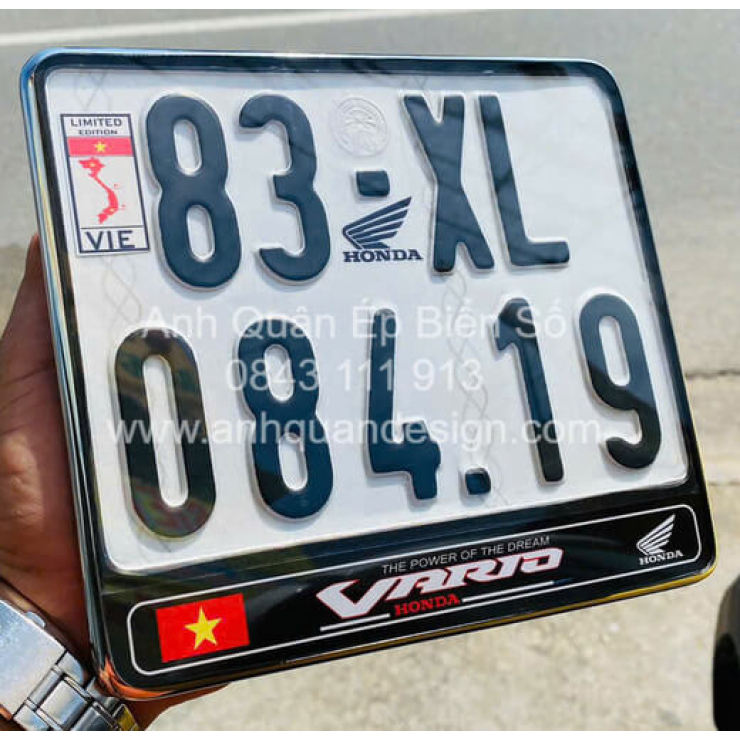 LIMITED
EDITION
VIE
83-XL
HONDA
084.19
Anh Quân Ép Biển Số
0843 111 913
www.anhquandesign.com
THE POWER OF THE DREAM
VARIO
HONDA
HONDA